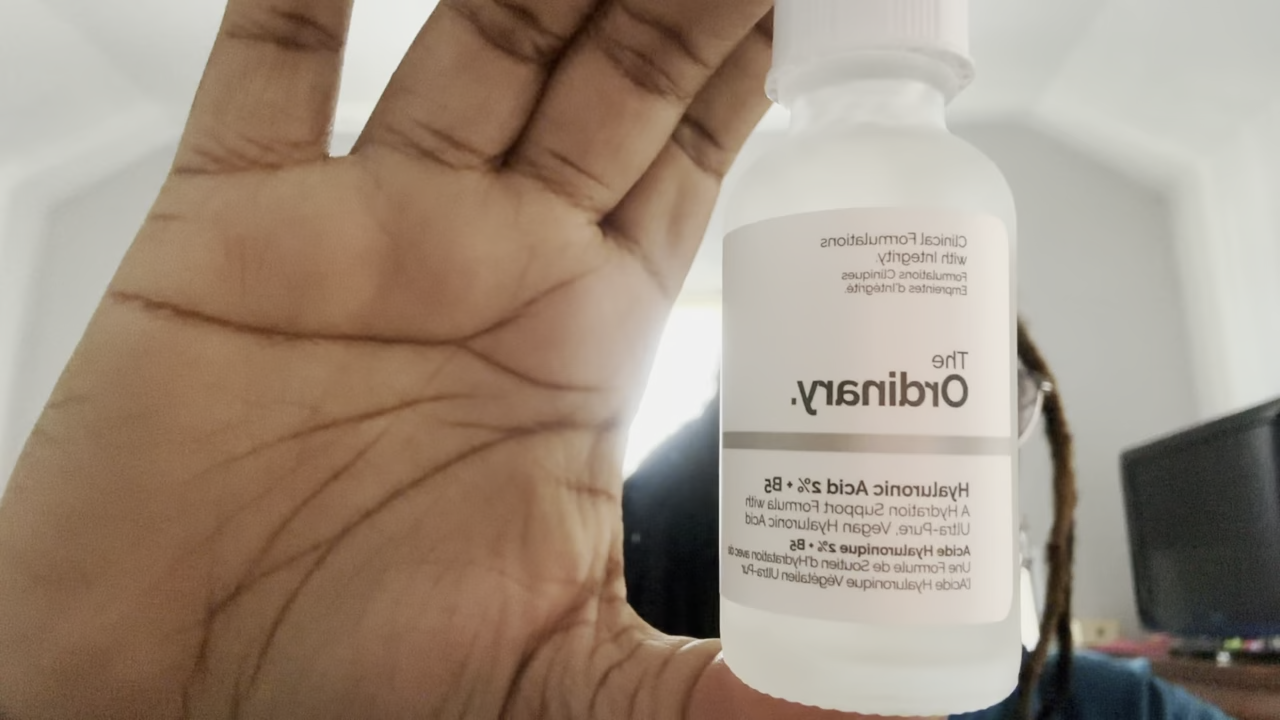 Clinical Formulations
with Integrity.
Formulations Cliniques
Empreintes d'Intégrité.
The
Ordinary.
Hyaluronic Acid 2% + B5
A Hydration Support Formula with
Ultra-Pure, Vegan Hyaluronic Acid
Acide Hyaluronique 2% + B5
Une Formule de Soutien d'Hydratation avec de
l'Acide Hyaluronique Végétalien Ultra-Pur